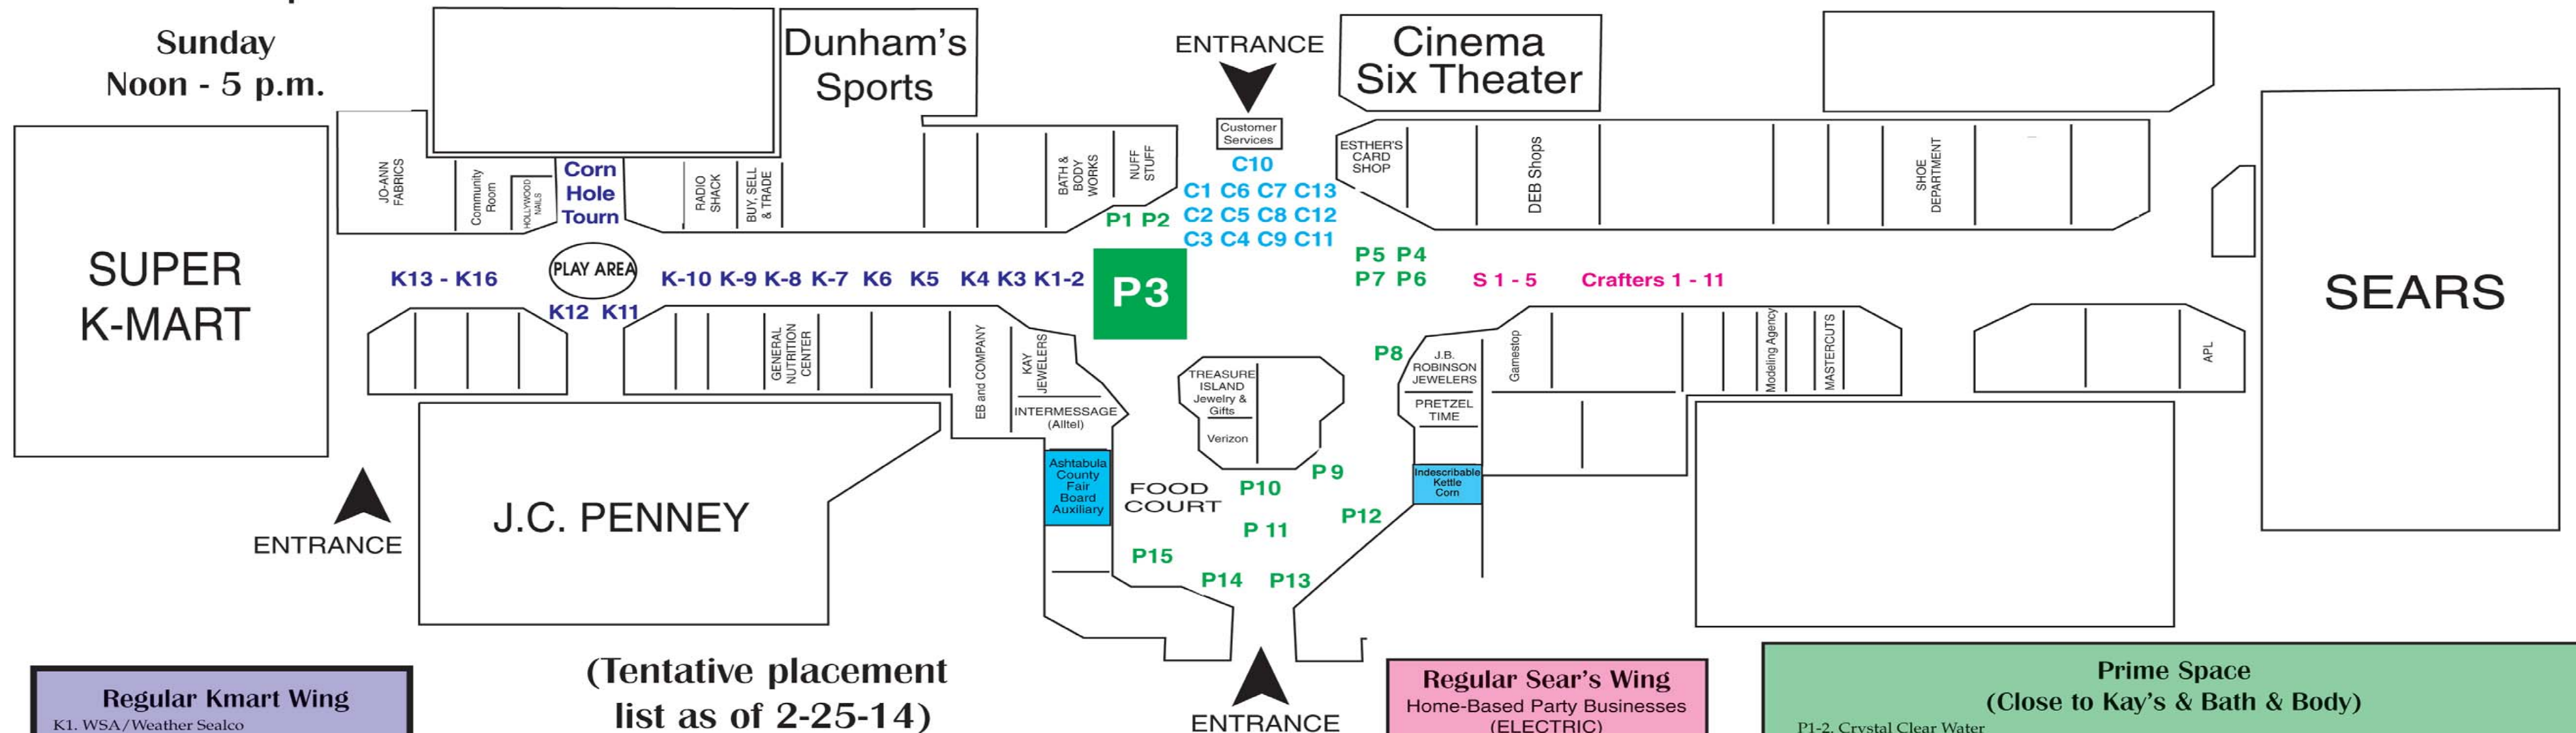 Sunday
Noon - 5 p.m.
Dunham's
Sports
ENTRANCE
Cinema
Six Theater
Customer
Services
SUPER
K-MART
JO-ANN
FABRICS
Community
Room
HOLLYWOOD
NAILS
Corn
Hole
Tourn
RADIO
SHACK
BUY, SELL
& TRADE
BATH &
BODY
WORKS
NUFF
STUFF
P1 P2
C10
C1 C6 C7 C13
C2 C5 C8 C12
C3 C4 C9 C11
ESTHER'S
CARD
SHOP
DEB Shops
SHOE
DEPARTMENT
SEARS
K13 - K16
PLAY AREA
K12 K11
K-10 K-9 K-8 K-7 K6 K5 K4 K3 K1-2
P3
P5 P4
P7 P6
S 1 - 5
Crafters 1 - 11
GENERAL
NUTRITION
CENTER
EB and COMPANY
KAY
JEWELERS
INTERMESSAGE
(Alltel)
TREASURE
ISLAND
Jewelry &
Gifts
Verizon
P8
J.B.
ROBINSON
JEWELERS
PRETZEL
TIME
Gamestop
Modeling Agency
MASTERCUTS
APL
ENTRANCE
J.C. PENNEY
Ashtabula
County
Fair
Board
Auxiliary
FOOD
COURT
P 9
P10
P 11
P12
Indescribable
Kettle
Corn
P15
P14
P13
ENTRANCE
Regular Kmart Wing
K1. WSA/Weather Sealco
(Tentative placement
list as of 2-25-14)
Regular Sear's Wing
Home-Based Party Businesses
(ELECTRIC)
Prime Space
(Close to Kay's & Bath & Body)
P1-2. Crystal Clear Water